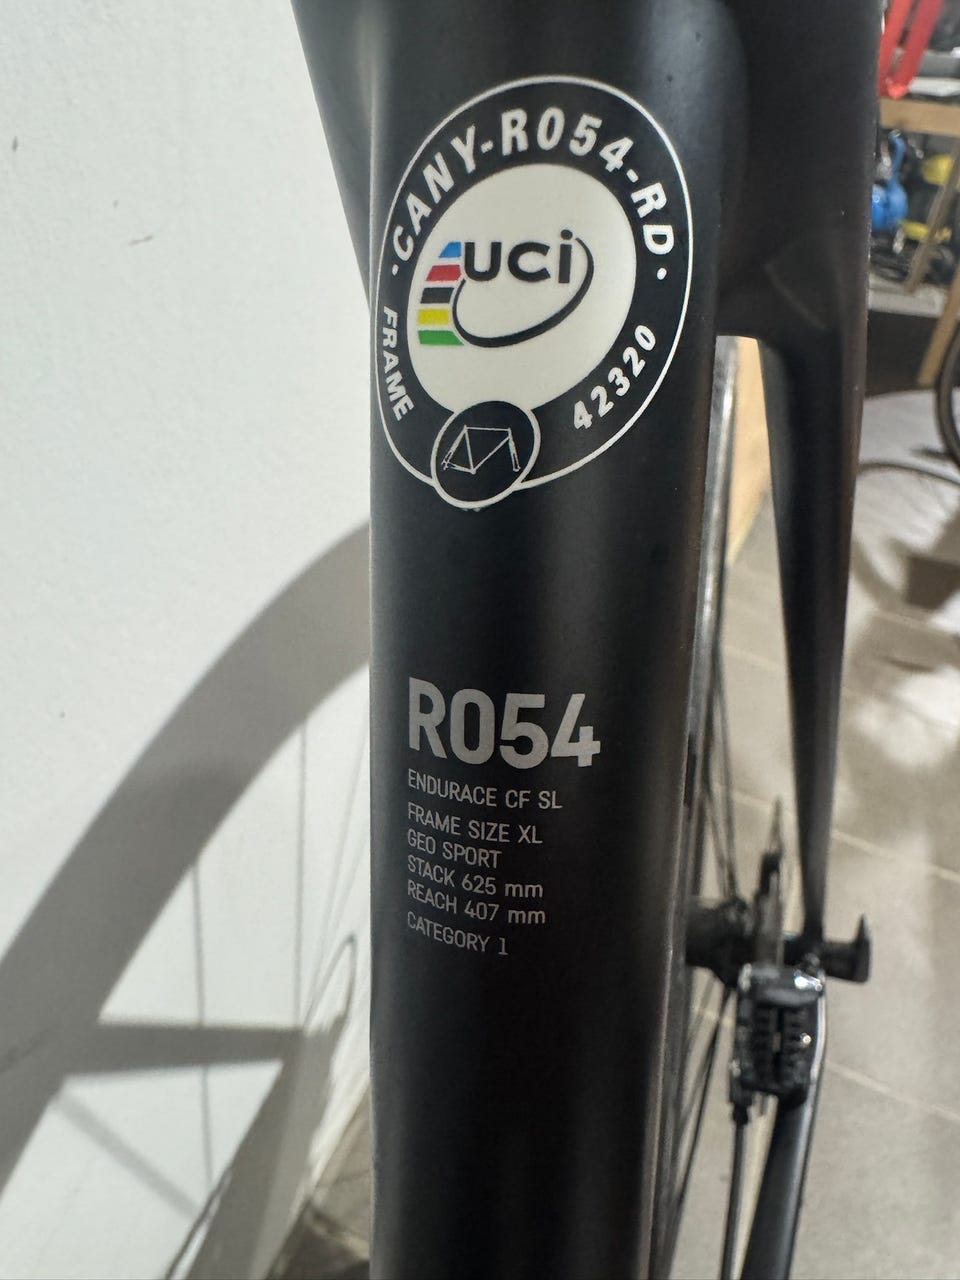 ·CANY-R054-RD·
UCi
FRAME
42320
R054
ENDURACE CF SL
FRAME SIZE XL
GEO SPORT
STACK 625 mm
REACH 407 mm
CATEGORY 1